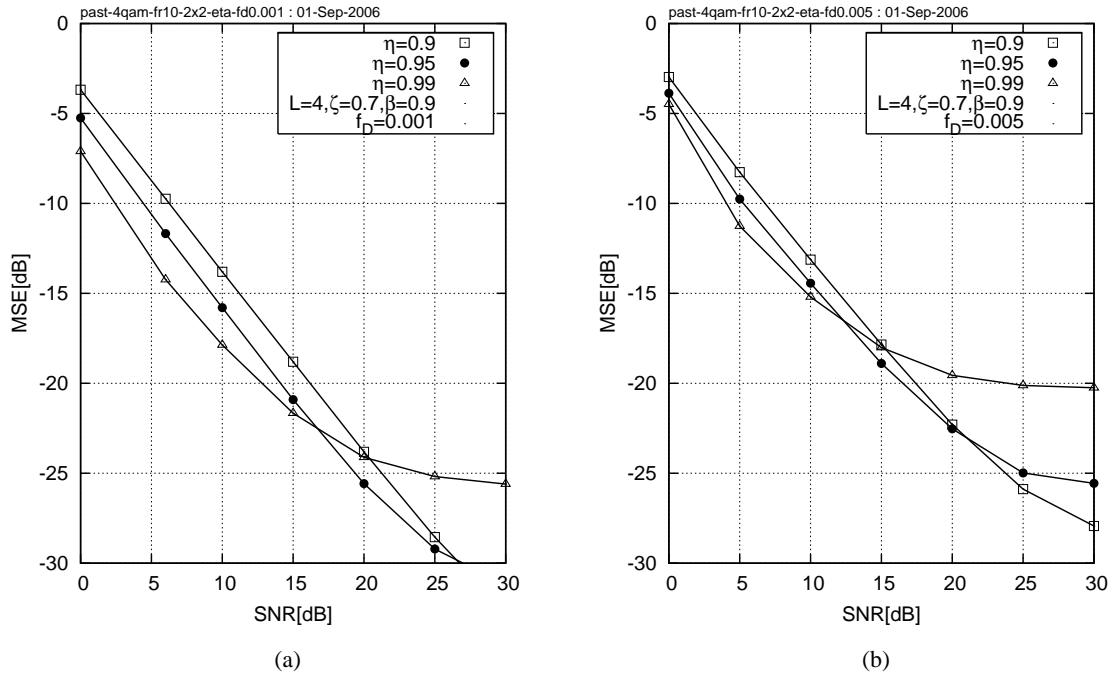 past-4qam-fr10-2x2-eta-fd0.001 : 01-Sep-2006
0
-5
-10
-15
-20
-25
-30
MSE[dB]
η=0.9
η=0.95
η=0.99
L=4,ζ=0.7,β=0.9
f_D=0.001
0 5 10 15 20 25 30
SNR[dB]
(a)
past-4qam-fr10-2x2-eta-fd0.005 : 01-Sep-2006
0
-5
-10
-15
-20
-25
-30
MSE[dB]
η=0.9
η=0.95
η=0.99
L=4,ζ=0.7,β=0.9
f_D=0.005
0 5 10 15 20 25 30
SNR[dB]
(b)